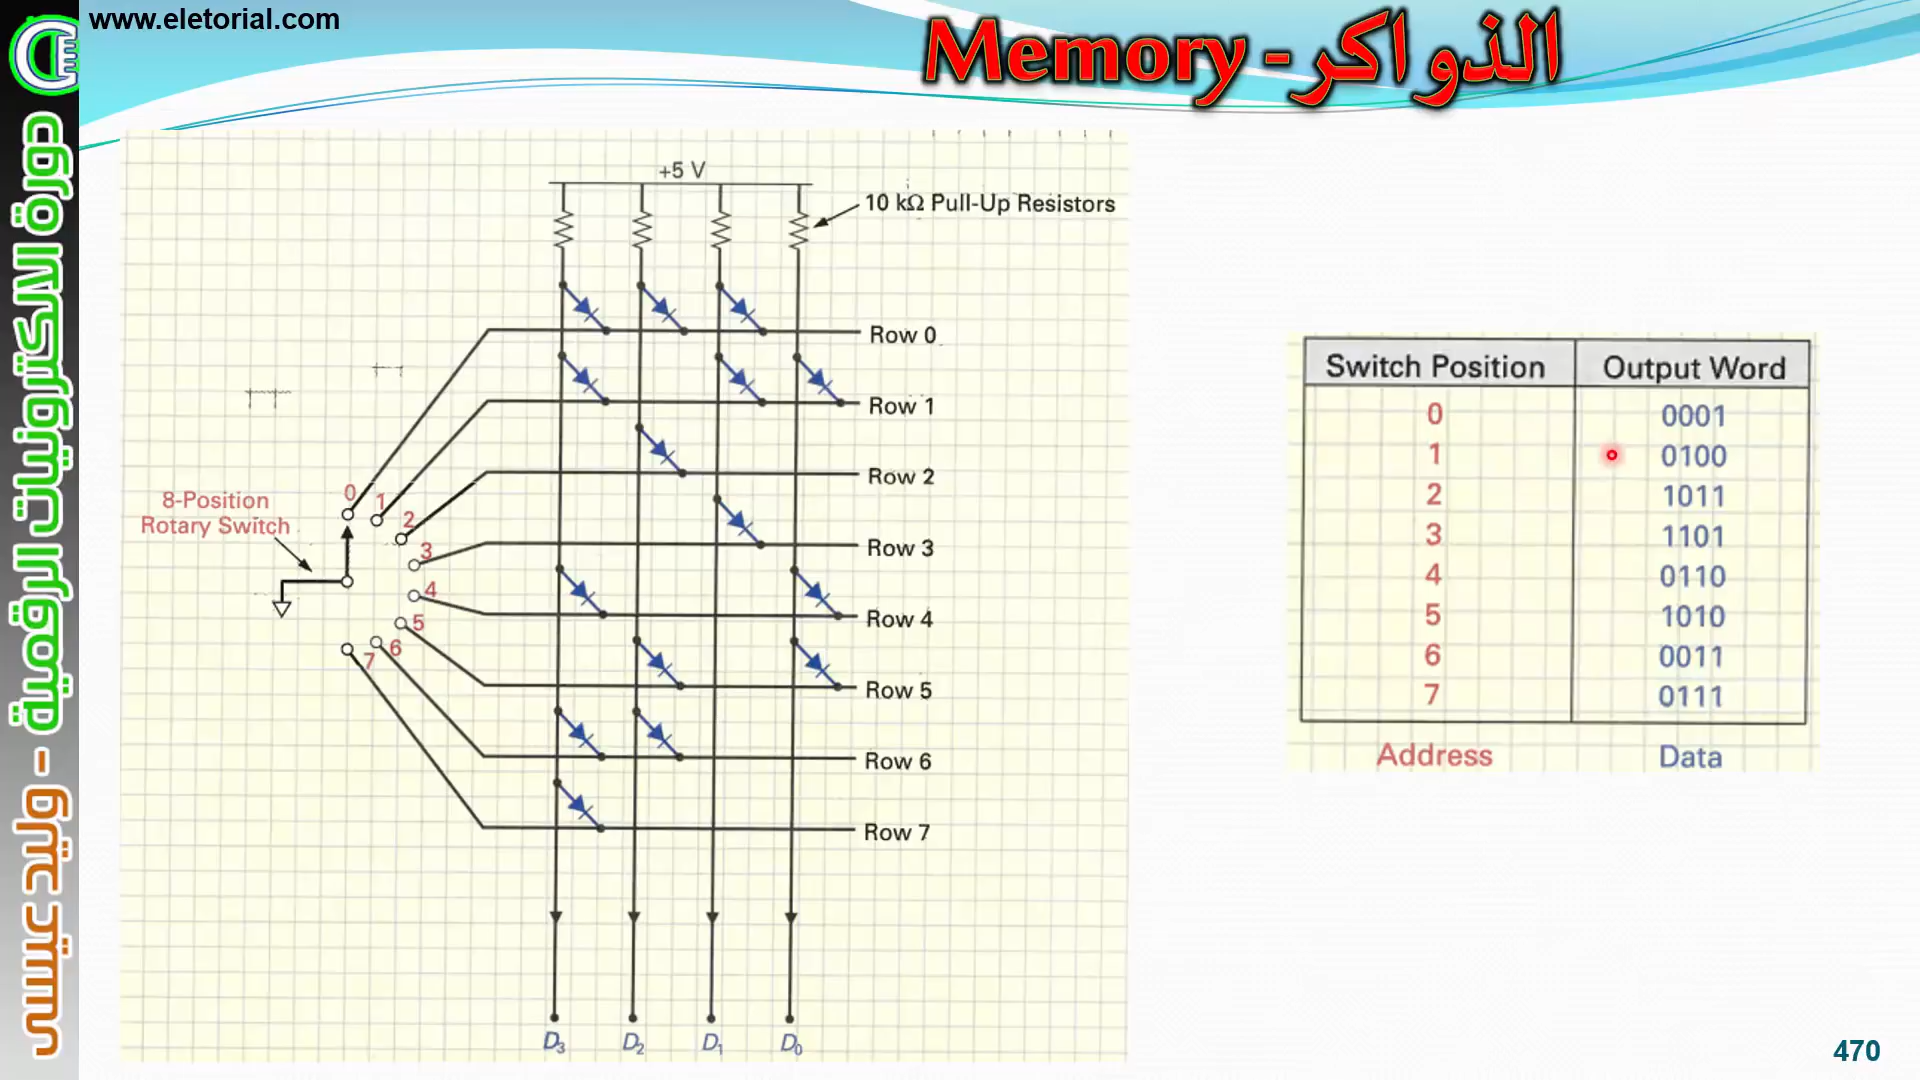 www.eletorial.com
الذواكر - Memory
دورة الالكترونيات الرقمية - وليد عيسى
+5 V
10 kΩ Pull-Up Resistors
Row 0
Row 1
Row 2
Row 3
Row 4
Row 5
Row 6
Row 7
8-Position
Rotary Switch
0
1
2
3
4
5
6
7
D3
D2
D1
D0
Switch Position Output Word
0 0001
1 0100
2 1011
3 1101
4 0110
5 1010
6 0011
7 0111
Address Data
470